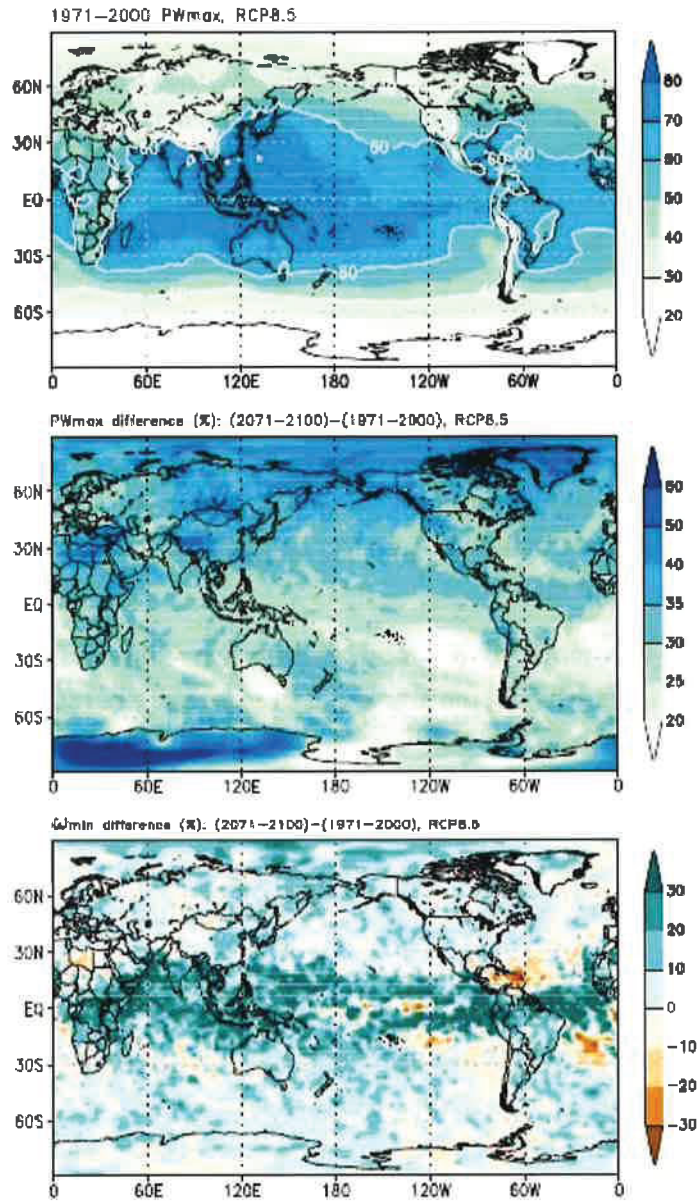 1971−2000 PWmax, RCP8.5
60N
30N
EQ
30S
60S
0 60E 120E 180 120W 60W 0
80
70
60
50
40
30
20
60
60
60
60
PWmax difference (%): (2071−2100)−(1971−2000), RCP8.5
60N
30N
EQ
30S
60S
0 60E 120E 180 120W 60W 0
60
50
40
35
30
25
20
ωmin difference (%): (2071−2100)−(1971−2000), RCP8.5
60N
30N
EQ
30S
60S
0 60E 120E 180 120W 60W 0
30
20
10
0
−10
−20
−30